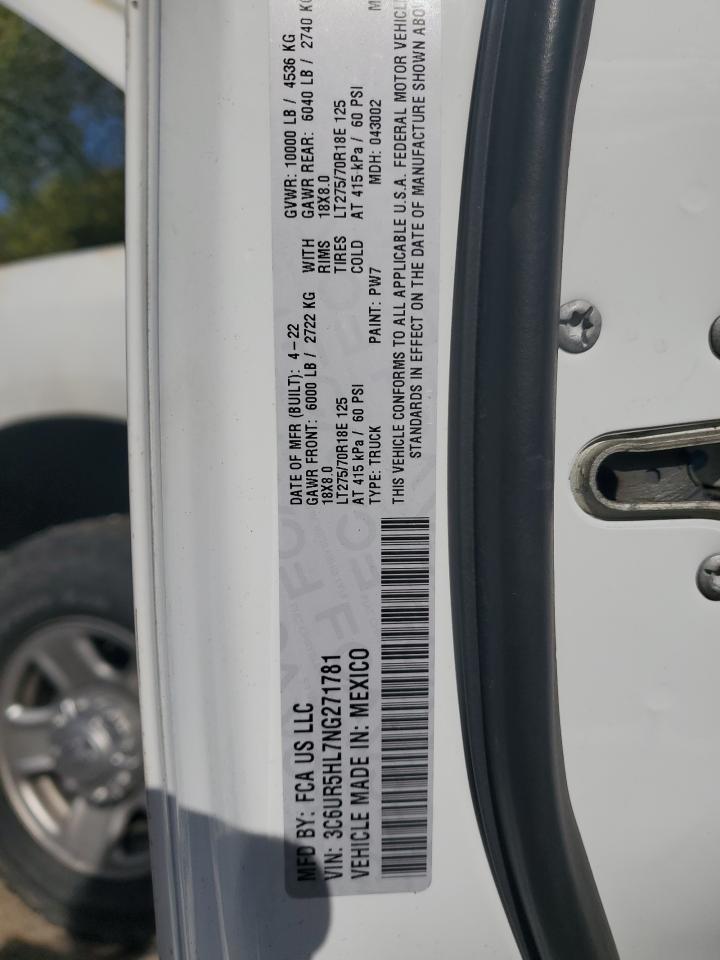 MFD BY: FCA US LLC
VIN: 3C6UR5HL7NG271781
VEHICLE MADE IN: MEXICO
DATE OF MFR (BUILT): 4-22 GVWR: 10000 LB / 4536 KG
GAWR FRONT: 6000 LB / 2722 KG WITH GAWR REAR: 6040 LB / 2740 KG
18X8.0 RIMS 18X8.0
LT275/70R18E 125 TIRES LT275/70R18E 125
AT 415 kPa / 60 PSI COLD AT 415 kPa / 60 PSI
TYPE: TRUCK PAINT: PW7 MDH: 043002
THIS VEHICLE CONFORMS TO ALL APPLICABLE U.S.A. FEDERAL MOTOR VEHICLE
STANDARDS IN EFFECT ON THE DATE OF MANUFACTURE SHOWN